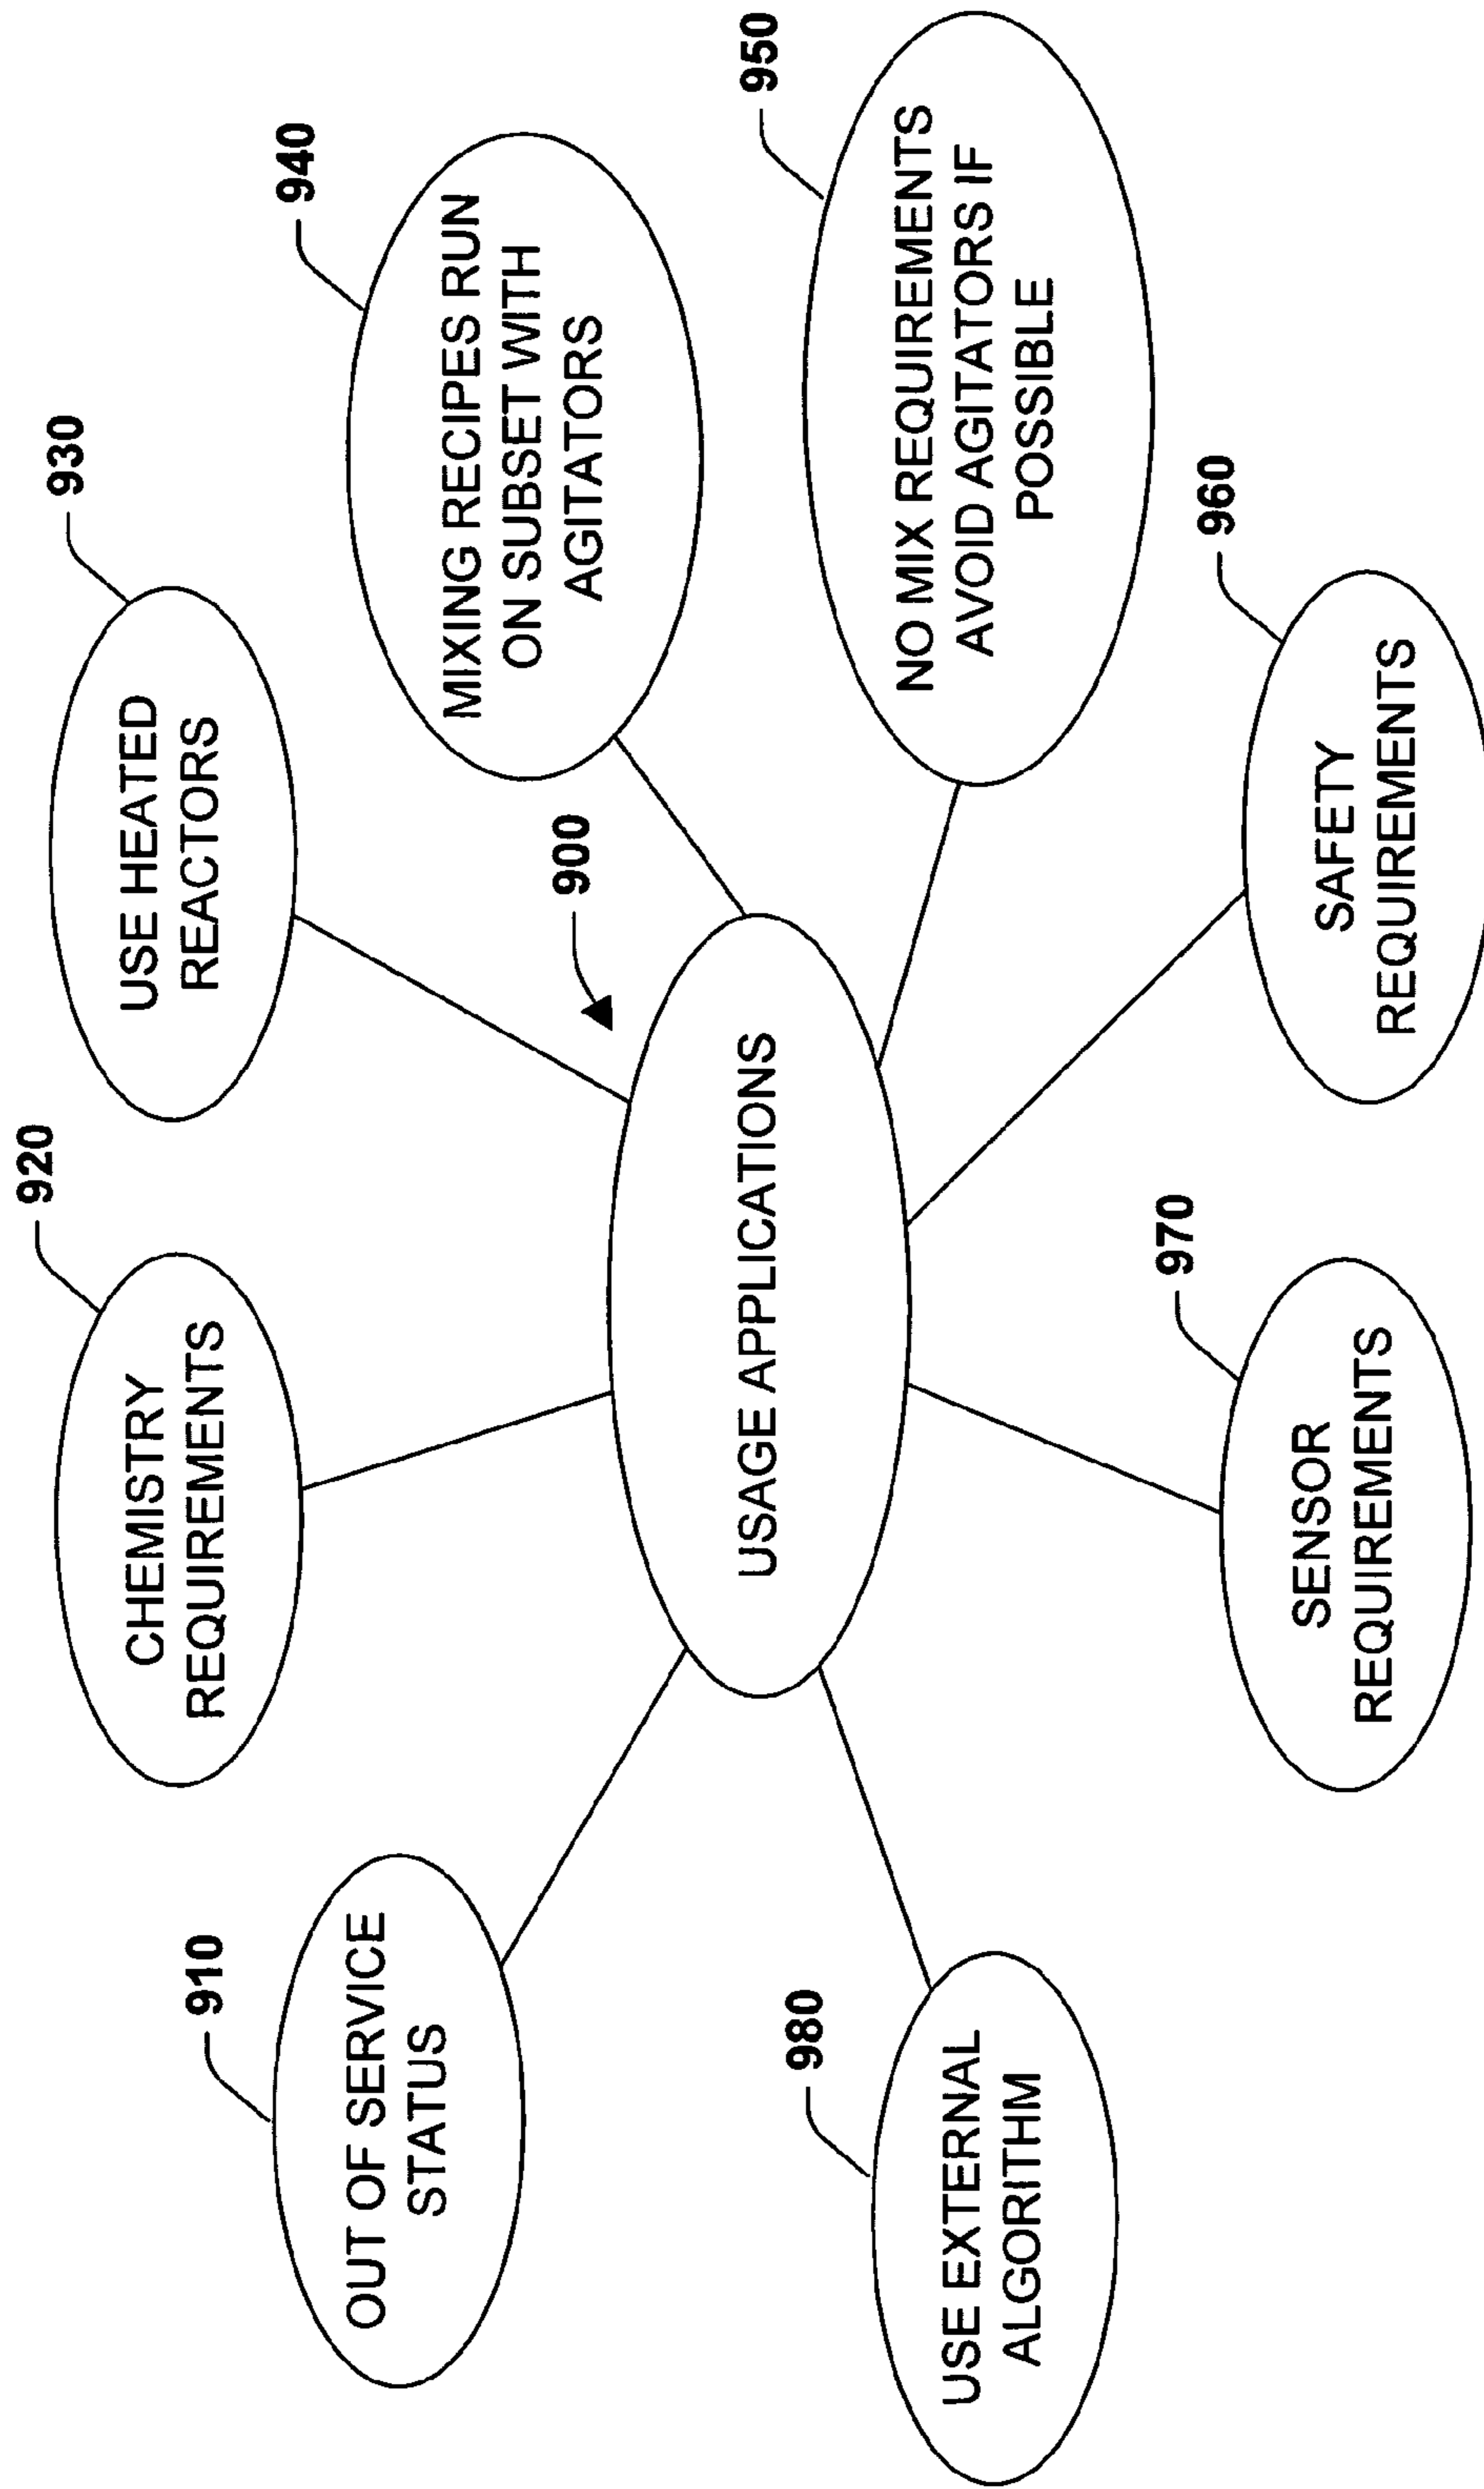 910
OUT OF SERVICE
STATUS
920
CHEMISTRY
REQUIREMENTS
930
USE HEATED
REACTORS
940
MIXING RECIPES RUN
ON SUBSET WITH
AGITATORS
900
USAGE APPLICATIONS
950
NO MIX REQUIREMENTS
AVOID AGITATORS IF
POSSIBLE
960
SAFETY
REQUIREMENTS
970
SENSOR
REQUIREMENTS
980
USE EXTERNAL
ALGORITHM